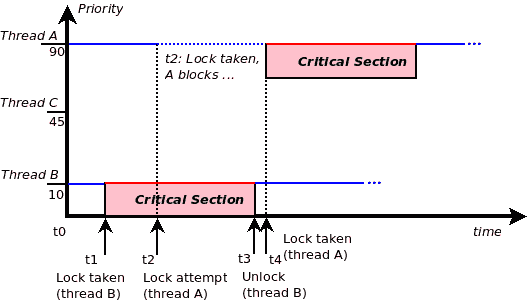 Priority
Thread A
90
t2: Lock taken,
A blocks ...
Critical Section
Thread C
45
Thread B
10
Critical Section
t0
time
t1
t2
t3
t4
Lock taken
(thread A)
Lock taken
(thread B)
Lock attempt
(thread A)
Unlock
(thread B)